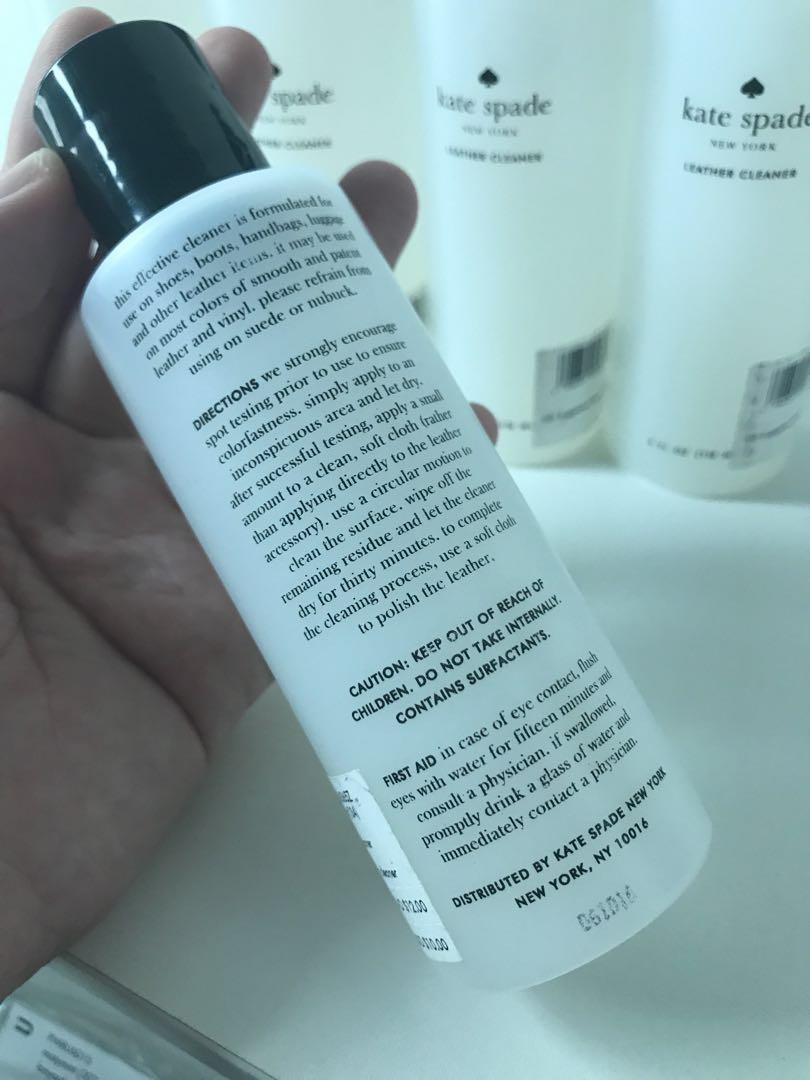 this effective cleaner is formulated for
use on shoes, boots, handbags, luggage
and other leather items. it may be used
on most colors of smooth and patent
leather and vinyl. please refrain from
using on suede or nubuck.
DIRECTIONS we strongly encourage
spot testing prior to use to ensure
colorfastness. simply apply to an
inconspicuous area and let dry.
after successful testing, apply a small
amount to a clean, soft cloth (rather
than applying directly to the leather
accessory). use a circular motion to
clean the surface. wipe off the
remaining residue and let the cleaner
dry for thirty minutes. to complete
the cleaning process, use a soft cloth
to polish the leather.
CAUTION: KEEP OUT OF REACH OF
CHILDREN. DO NOT TAKE INTERNALLY.
CONTAINS SURFACTANTS.
FIRST AID in case of eye contact, flush
eyes with water for fifteen minutes and
consult a physician. if swallowed,
promptly drink a glass of water and
immediately contact a physician.
DISTRIBUTED BY KATE SPADE NEW YORK
NEW YORK, NY 10016
$12.00
$10.00
spade
kate spade
NEW YORK
LEATHER CLEANER
kate spade
NEW YORK
LEATHER CLEANER